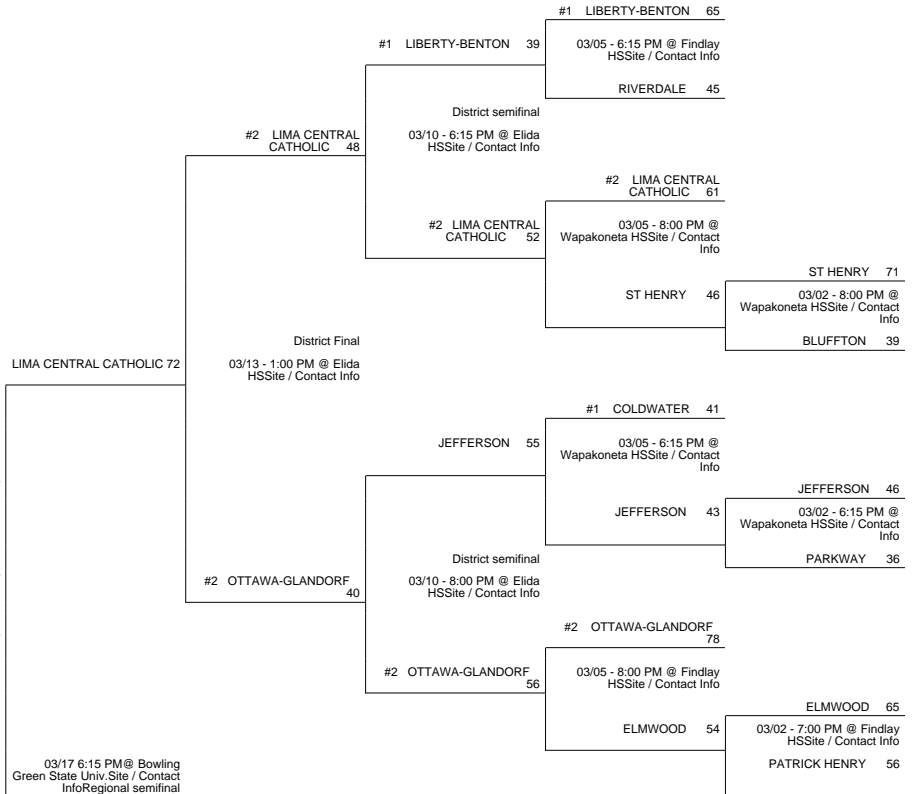 #1 LIBERTY-BENTON 65
#1 LIBERTY-BENTON 39
03/05 - 6:15 PM @ Findlay
HSSite / Contact Info
RIVERDALE 45
District semifinal
03/10 - 6:15 PM @ Elida
HSSite / Contact Info
#2 LIMA CENTRAL
CATHOLIC 48
#2 LIMA CENTRAL
CATHOLIC 61
#2 LIMA CENTRAL
CATHOLIC 52
03/05 - 8:00 PM @
Wapakoneta HSSite / Contact
Info
ST HENRY 71
ST HENRY 46
03/02 - 8:00 PM @
Wapakoneta HSSite / Contact
Info
BLUFFTON 39
District Final
03/13 - 1:00 PM @ Elida
HSSite / Contact Info
LIMA CENTRAL CATHOLIC 72
#1 COLDWATER 41
JEFFERSON 55
03/05 - 6:15 PM @
Wapakoneta HSSite / Contact
Info
JEFFERSON 46
JEFFERSON 43
03/02 - 6:15 PM @
Wapakoneta HSSite / Contact
Info
PARKWAY 36
District semifinal
03/10 - 8:00 PM @ Elida
HSSite / Contact Info
#2 OTTAWA-GLANDORF
40
#2 OTTAWA-GLANDORF
78
#2 OTTAWA-GLANDORF
56
03/05 - 8:00 PM @ Findlay
HSSite / Contact Info
ELMWOOD 65
ELMWOOD 54
03/02 - 7:00 PM @ Findlay
HSSite / Contact Info
PATRICK HENRY 56
03/17 6:15 PM@ Bowling
Green State Univ.Site / Contact
InfoRegional semifinal